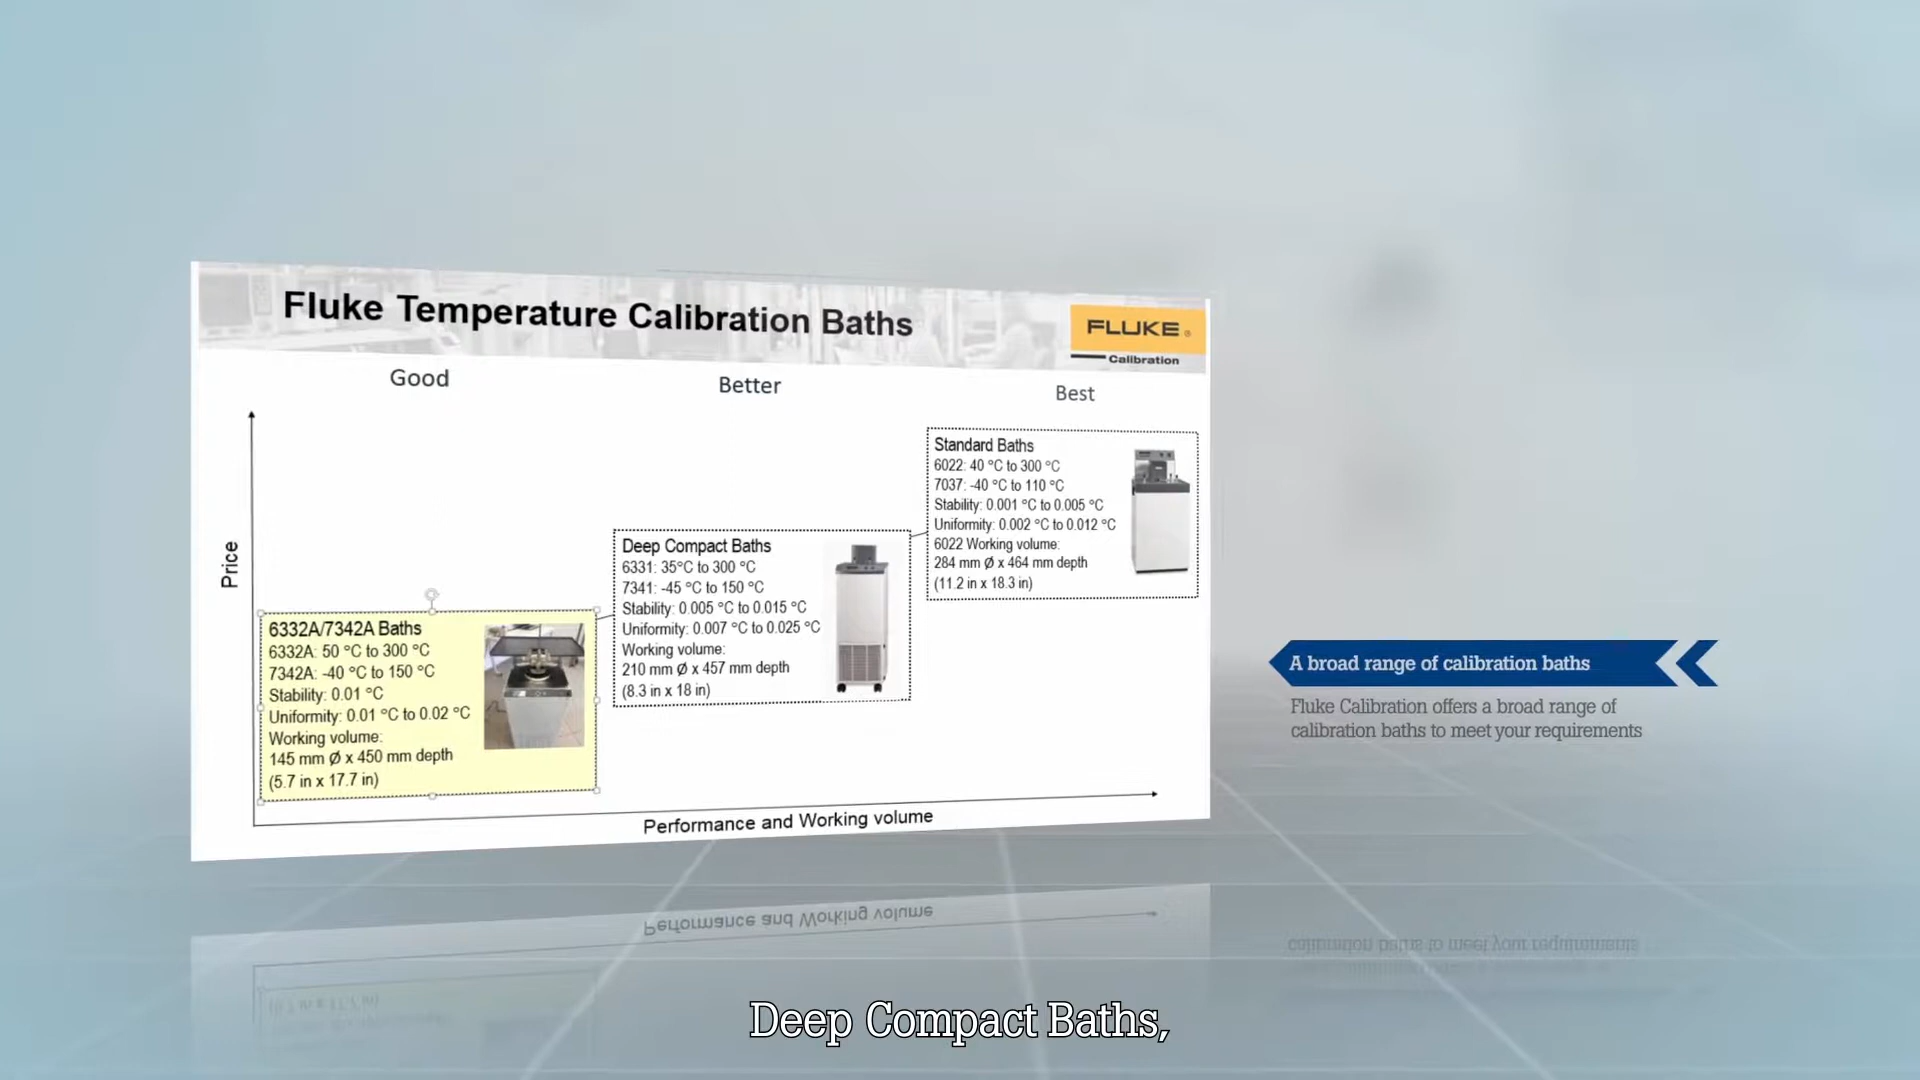 Fluke Temperature Calibration Baths
FLUKE®
Calibration
Good
Better
Best
Price
Standard Baths
6022: 40 °C to 300 °C
7037: -40 °C to 110 °C
Stability: 0.001 °C to 0.005 °C
Uniformity: 0.002 °C to 0.012 °C
6022 Working volume:
284 mm Ø x 464 mm depth
(11.2 in x 18.3 in)
Deep Compact Baths
6331: 35°C to 300 °C
7341: -45 °C to 150 °C
Stability: 0.005 °C to 0.015 °C
Uniformity: 0.007 °C to 0.025 °C
Working volume:
210 mm Ø x 457 mm depth
(8.3 in x 18 in)
6332A/7342A Baths
6332A: 50 °C to 300 °C
7342A: -40 °C to 150 °C
Stability: 0.01 °C
Uniformity: 0.01 °C to 0.02 °C
Working volume:
145 mm Ø x 450 mm depth
(5.7 in x 17.7 in)
Performance and Working volume
A broad range of calibration baths
Fluke Calibration offers a broad range of
calibration baths to meet your requirements
Deep Compact Baths,